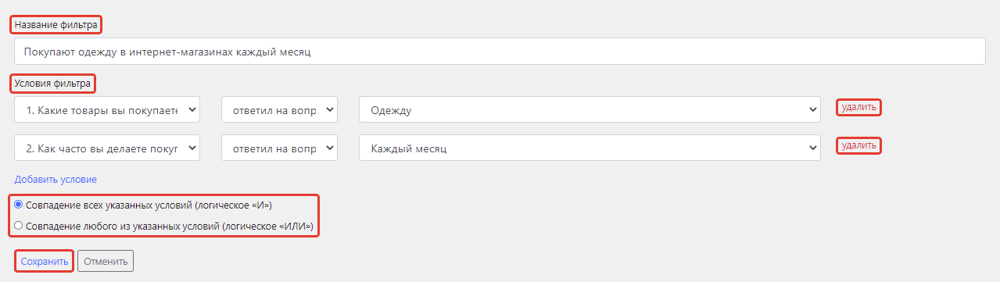 Название фильтра
Покупают одежду в интернет-магазинах каждый месяц
Условия фильтра
1. Какие товары вы покупаете ответил на вопр Одежду удалить
2. Как часто вы делаете покуп ответил на вопр Каждый месяц удалить
Добавить условие
Совпадение всех указанных условий (логическое «И»)
Совпадение любого из указанных условий (логическое «ИЛИ»)
Сохранить Отменить